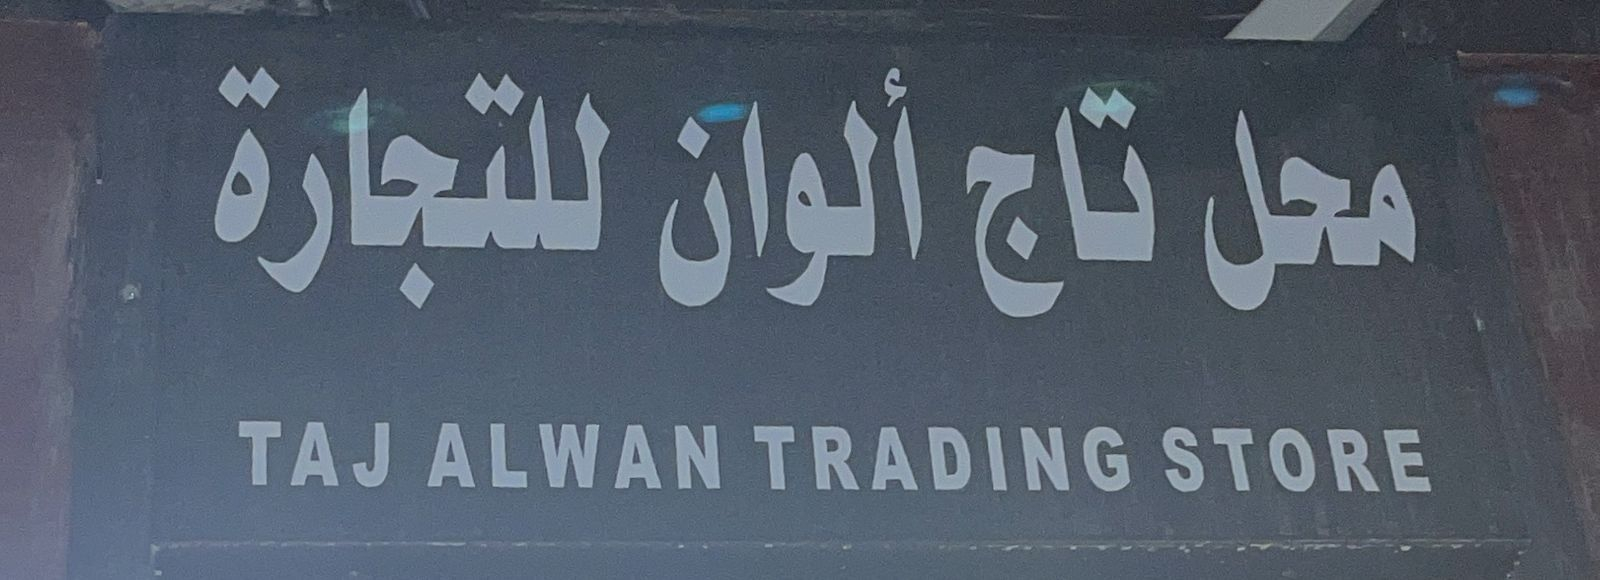 محل تاج ألوان للتجارة
TAJ ALWAN TRADING STORE